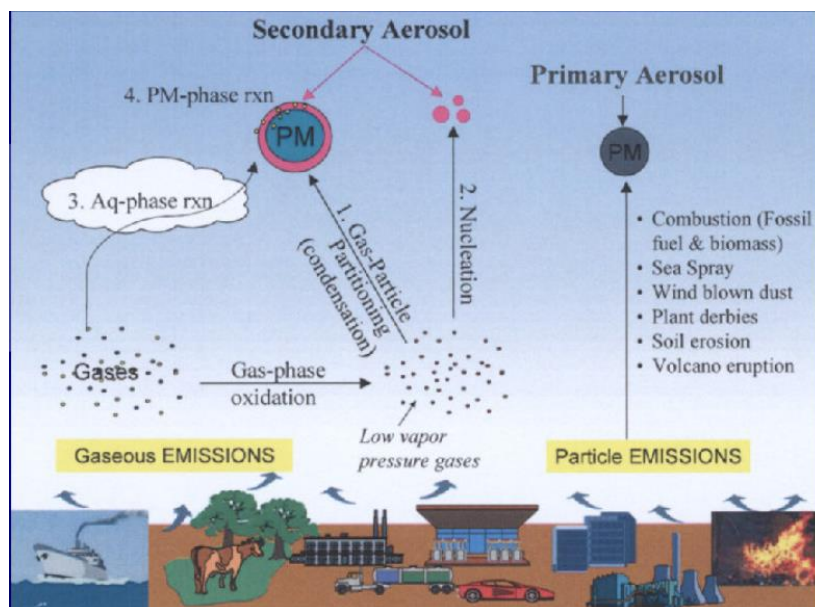 Secondary Aerosol
Primary Aerosol
4. PM-phase rxn
PM
PM
3. Aq-phase rxn
1. Gas-Particle
Partitioning
(condensation)
2. Nucleation
• Combustion (Fossil
fuel & biomass)
• Sea Spray
• Wind blown dust
• Plant derbies
• Soil erosion
• Volcano eruption
Gases
Gas-phase
oxidation
Low vapor
pressure gases
Gaseous EMISSIONS
Particle EMISSIONS